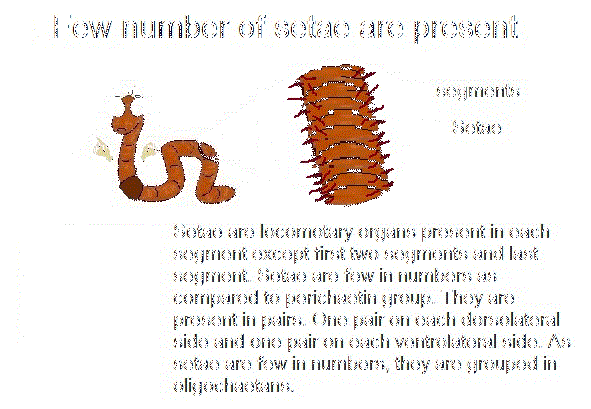 Few number of setae are present
segments
Setae
Setae are locomotary organs present in each
segment except first two segments and last
segment. Setae are few in numbers as
compared to perichaetin group. They are
present in pairs. One pair on each dorsolateral
side and one pair on each ventrolateral side. As
setae are few in numbers, they are grouped in
oligochaetans.